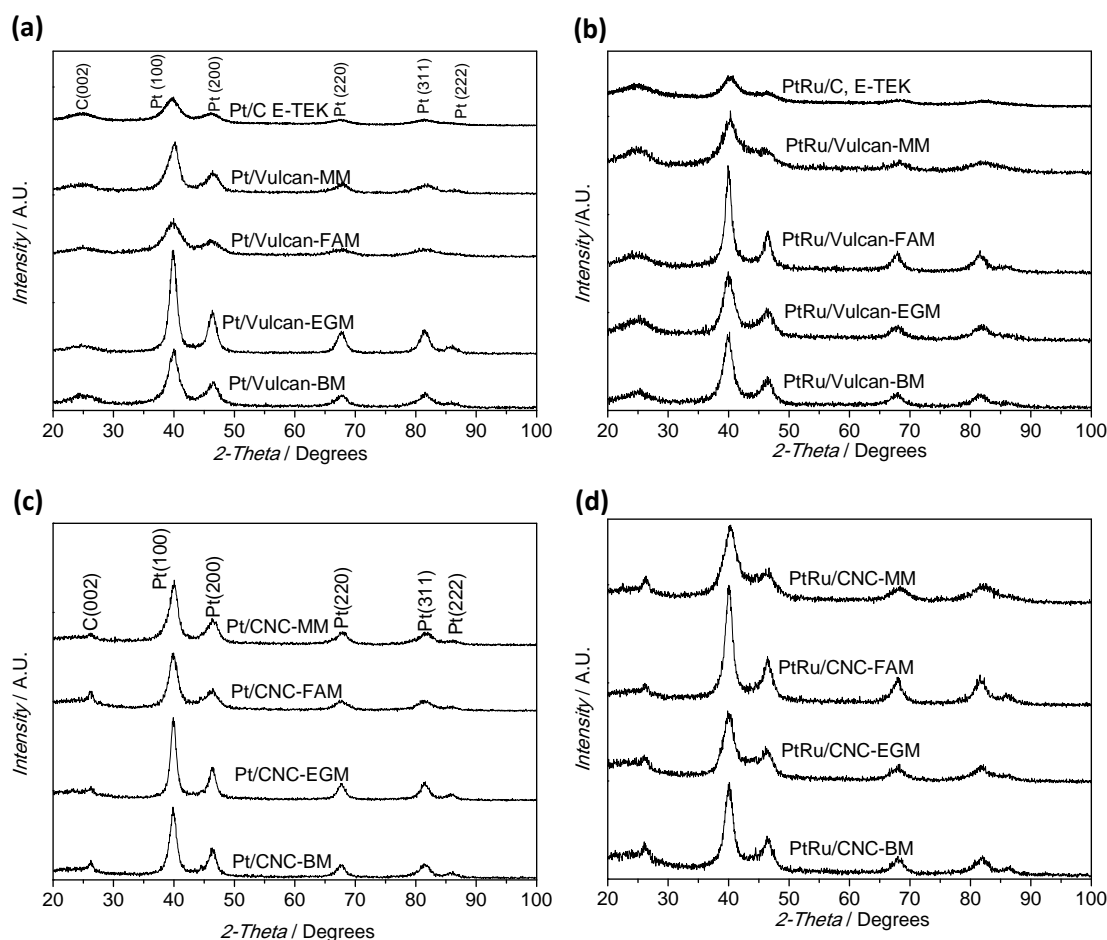 (a)
C(002)
Pt (100)
Pt (200)
Pt (220)
Pt (311)
Pt (222)
Pt/C E-TEK
Pt/Vulcan-MM
Pt/Vulcan-FAM
Pt/Vulcan-EGM
Pt/Vulcan-BM
Intensity / A.U.
20 30 40 50 60 70 80 90 100
2-Theta / Degrees
(b)
PtRu/C, E-TEK
PtRu/Vulcan-MM
PtRu/Vulcan-FAM
PtRu/Vulcan-EGM
PtRu/Vulcan-BM
Intensity /A.U.
20 30 40 50 60 70 80 90 100
2-Theta / Degrees
(c)
C(002)
Pt(100)
Pt(200)
Pt(220)
Pt(311)
Pt(222)
Pt/CNC-MM
Pt/CNC-FAM
Pt/CNC-EGM
Pt/CNC-BM
Intensity / A.U.
20 30 40 50 60 70 80 90 100
2-Theta / Degrees
(d)
PtRu/CNC-MM
PtRu/CNC-FAM
PtRu/CNC-EGM
PtRu/CNC-BM
Intensity / A.U.
20 30 40 50 60 70 80 90 100
2-Theta / Degrees